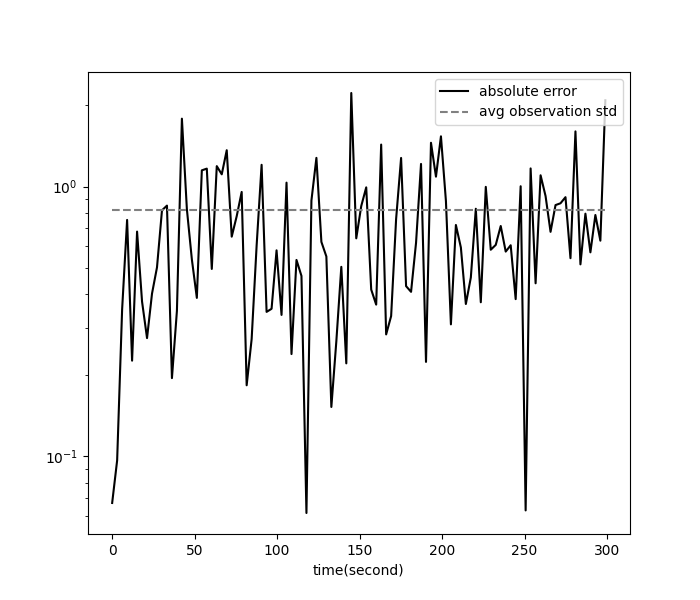 absolute error
avg observation std
10⁰
10⁻¹
0 50 100 150 200 250 300
time(second)